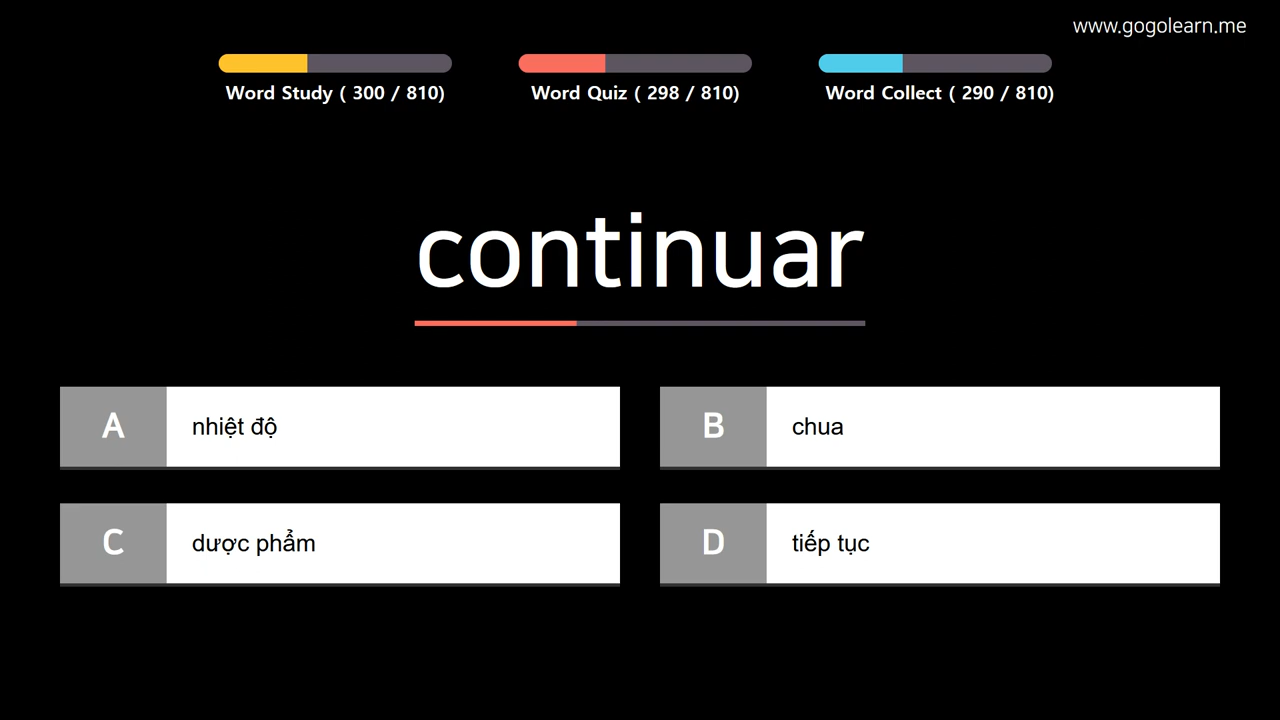 www.gogolearn.me
Word Study ( 300 / 810)
Word Quiz ( 298 / 810)
Word Collect ( 290 / 810)
continuar
A nhiệt độ
B chua
C dược phẩm
D tiếp tục